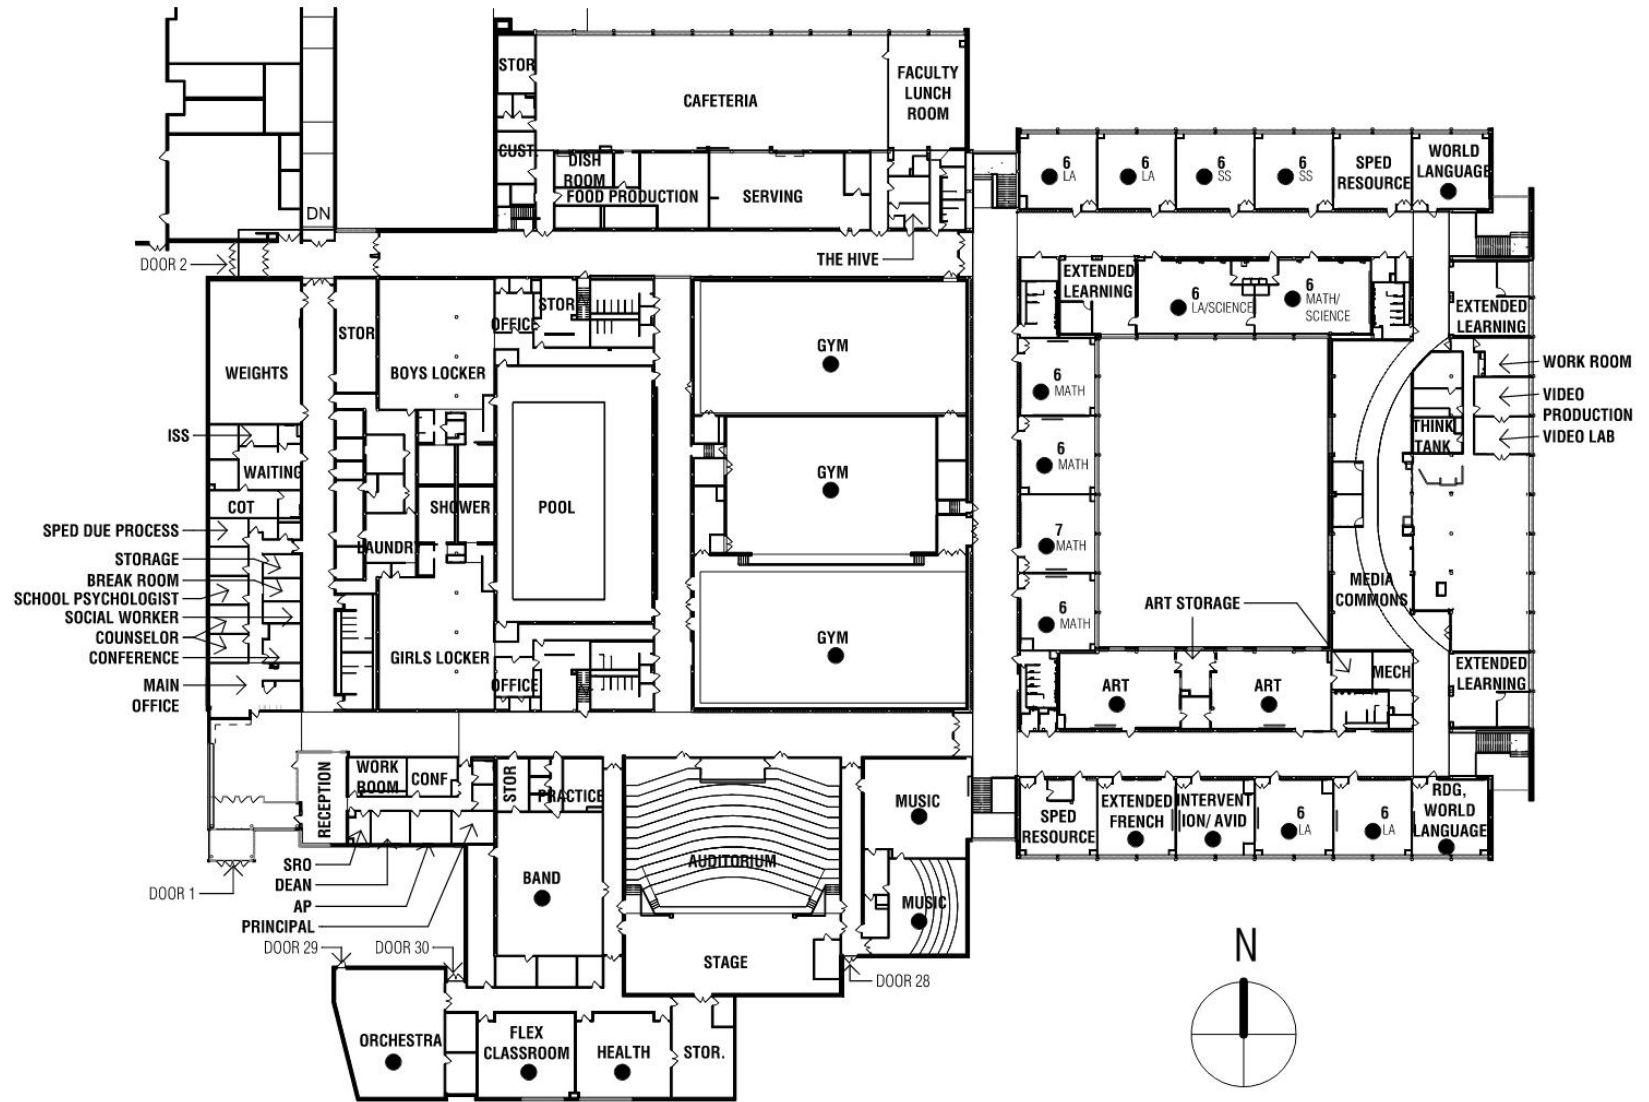 STOR
CAFETERIA
FACULTY
LUNCH
ROOM
CUST.
DISH
ROOM
FOOD PRODUCTION
SERVING
6
LA
6
LA
6
SS
6
SS
SPED
RESOURCE
WORLD
LANGUAGE
DN
DOOR 2
THE HIVE
WEIGHTS
STOR
BOYS LOCKER
OFFICE
STOR
GYM
EXTENDED
LEARNING
6
LA/SCIENCE
6
MATH/
SCIENCE
EXTENDED
LEARNING
WORK ROOM
VIDEO
PRODUCTION
VIDEO LAB
THINK
TANK
6
MATH
6
MATH
7
MATH
6
MATH
ISS
WAITING
COT
SHOWER
POOL
GYM
LAUNDR
SPED DUE PROCESS
STORAGE
BREAK ROOM
SCHOOL PSYCHOLOGIST
SOCIAL WORKER
COUNSELOR
CONFERENCE
MAIN
OFFICE
GIRLS LOCKER
OFFICE
GYM
MEDIA
COMMONS
ART STORAGE
ART
ART
MECH
EXTENDED
LEARNING
RECEPTION
WORK
ROOM
CONF
STOR
PRACTICE
AUDITORIUM
MUSIC
MUSIC
SPED
RESOURCE
EXTENDED
FRENCH
INTERVENT
ION/ AVID
6
LA
6
LA
RDG,
WORLD
LANGUAGE
SRO
DEAN
AP
PRINCIPAL
DOOR 1
BAND
DOOR 29
DOOR 30
STAGE
DOOR 28
ORCHESTRA
FLEX
CLASSROOM
HEALTH
STOR.
N